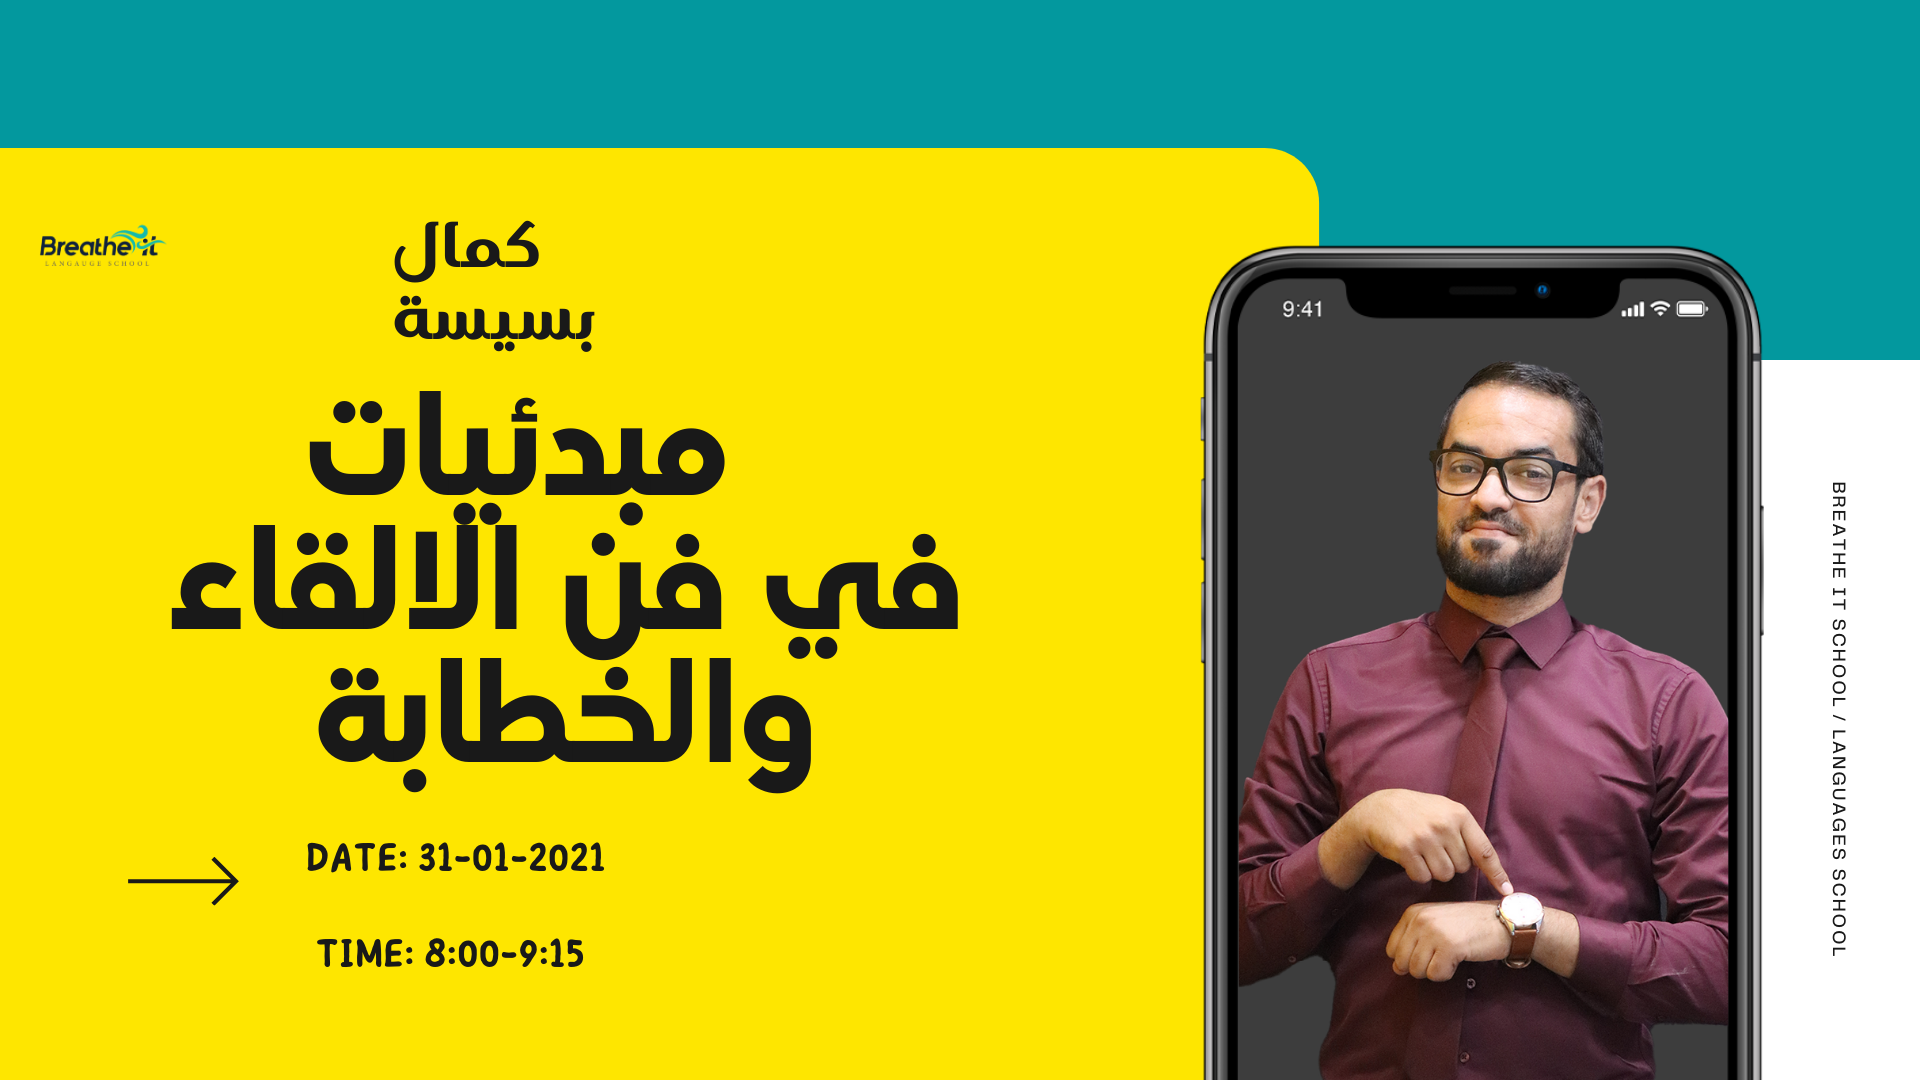 Breathe it
LANGAUGE SCHOOL
كمال
بسيسة
مبدئيات
في فن الالقاء
والخطابة
DATE: 31-01-2021
TIME: 8:00-9:15
9:41
BREATHE IT SCHOOL / LANGUAGES SCHOOL